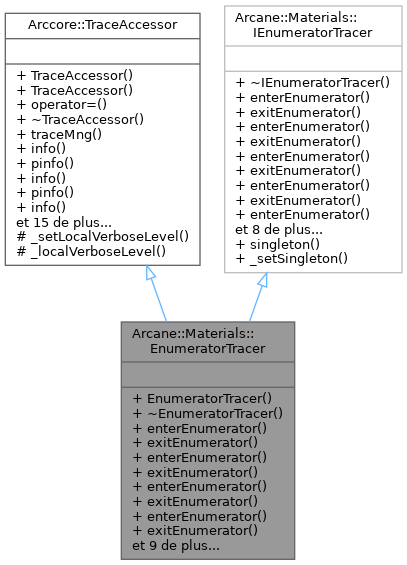 Arccore::TraceAccessor
+ TraceAccessor()
+ TraceAccessor()
+ operator=()
+ ~TraceAccessor()
+ traceMng()
+ info()
+ pinfo()
+ info()
+ pinfo()
+ info()
et 15 de plus...
# _setLocalVerboseLevel()
# _localVerboseLevel()
Arcane::Materials::
IEnumeratorTracer
+ ~IEnumeratorTracer()
+ enterEnumerator()
+ exitEnumerator()
+ enterEnumerator()
+ exitEnumerator()
+ enterEnumerator()
+ exitEnumerator()
+ enterEnumerator()
+ exitEnumerator()
+ enterEnumerator()
et 8 de plus...
+ singleton()
+ _setSingleton()
Arcane::Materials::
EnumeratorTracer
+ EnumeratorTracer()
+ ~EnumeratorTracer()
+ enterEnumerator()
+ exitEnumerator()
+ enterEnumerator()
+ exitEnumerator()
+ enterEnumerator()
+ exitEnumerator()
+ enterEnumerator()
+ exitEnumerator()
et 9 de plus...